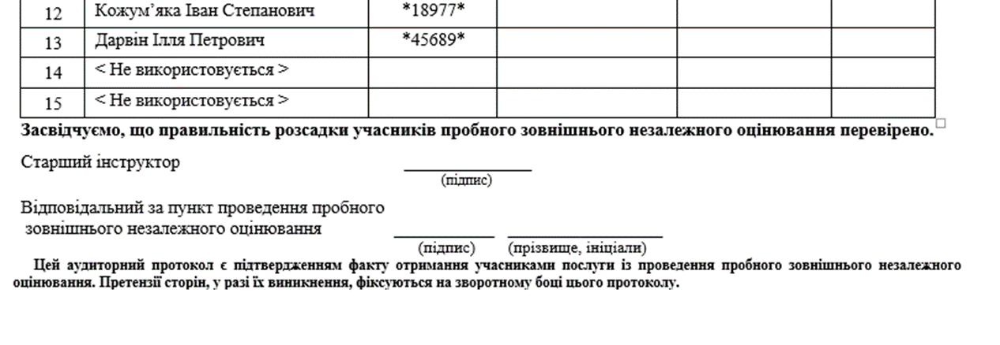 12 Кожум’яка Іван Степанович *18977*
13 Дарвін Ілля Петрович *45689*
14 < Не використовується >
15 < Не використовується >
Засвідчуємо, що правильність розсадки учасників пробного зовнішнього незалежного оцінювання перевірено.
Старший інструктор
(підпис)
Відповідальний за пункт проведення пробного
зовнішнього незалежного оцінювання
(підпис) (прізвище, ініціали)
Цей аудиторний протокол є підтвердженням факту отримання учасниками послуги із проведення пробного зовнішнього незалежного
оцінювання. Претензії сторін, у разі їх виникнення, фіксуються на зворотному боці цього протоколу.